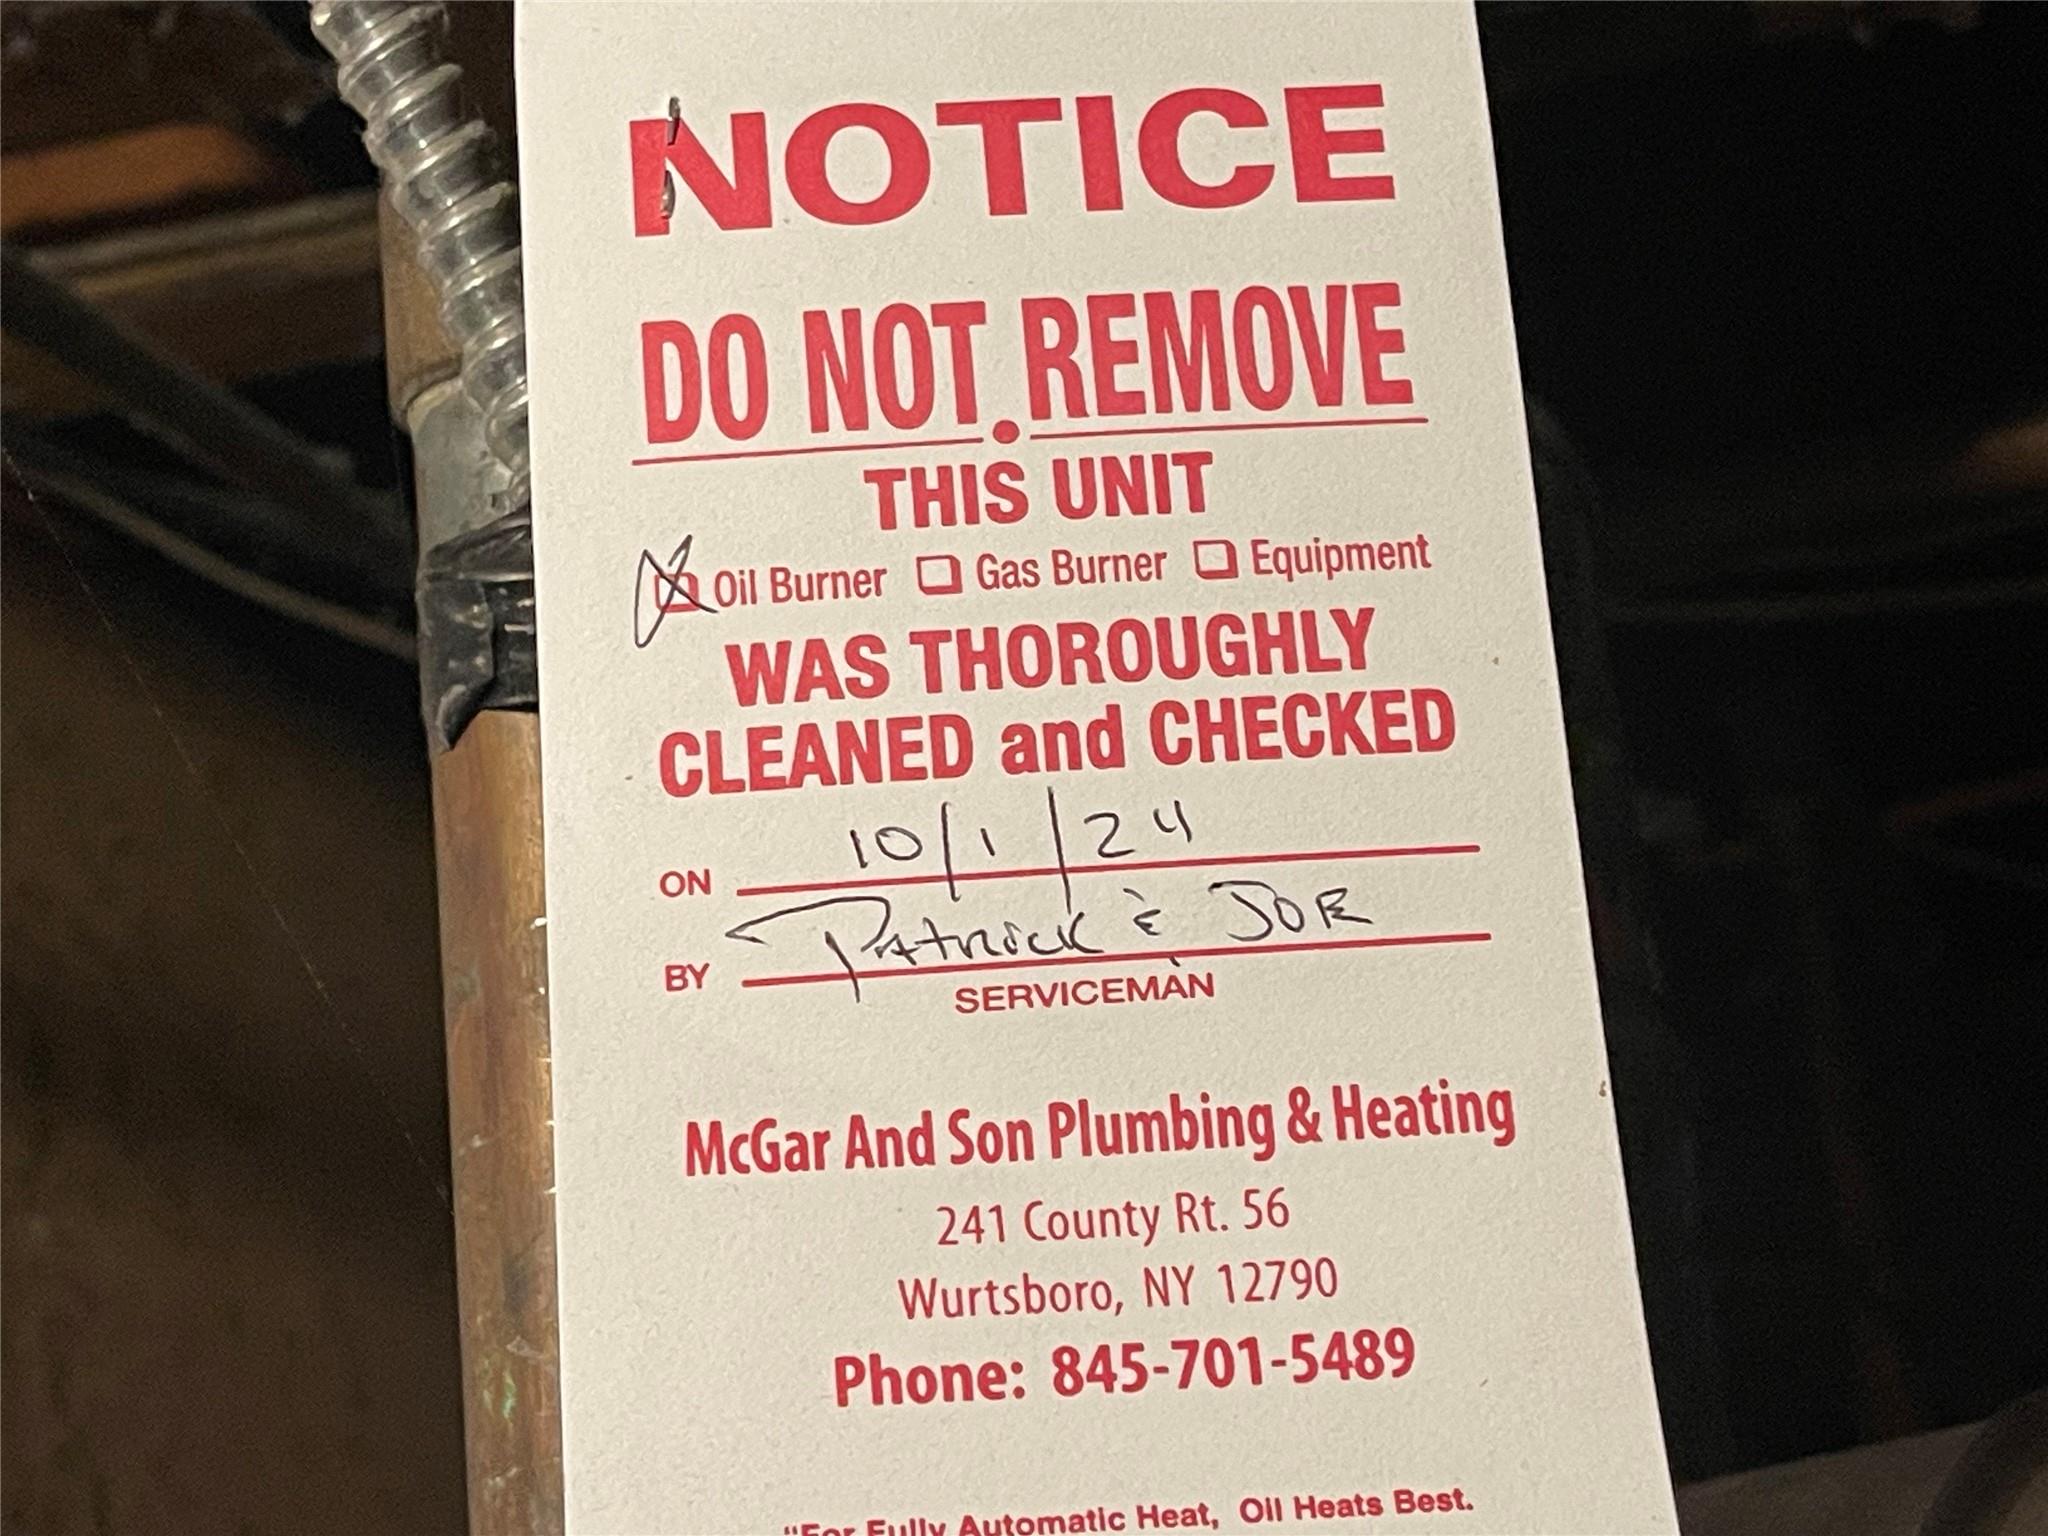 NOTICE
DO NOT REMOVE
THIS UNIT
Oil Burner Gas Burner Equipment
WAS THOROUGHLY
CLEANED and CHECKED
ON 10/1/24
BY Patrick & Joe
SERVICEMAN
McGar And Son Plumbing & Heating
241 County Rt. 56
Wurtsboro, NY 12790
Phone: 845-701-5489
"For Fully Automatic Heat, Oil Heats Best.